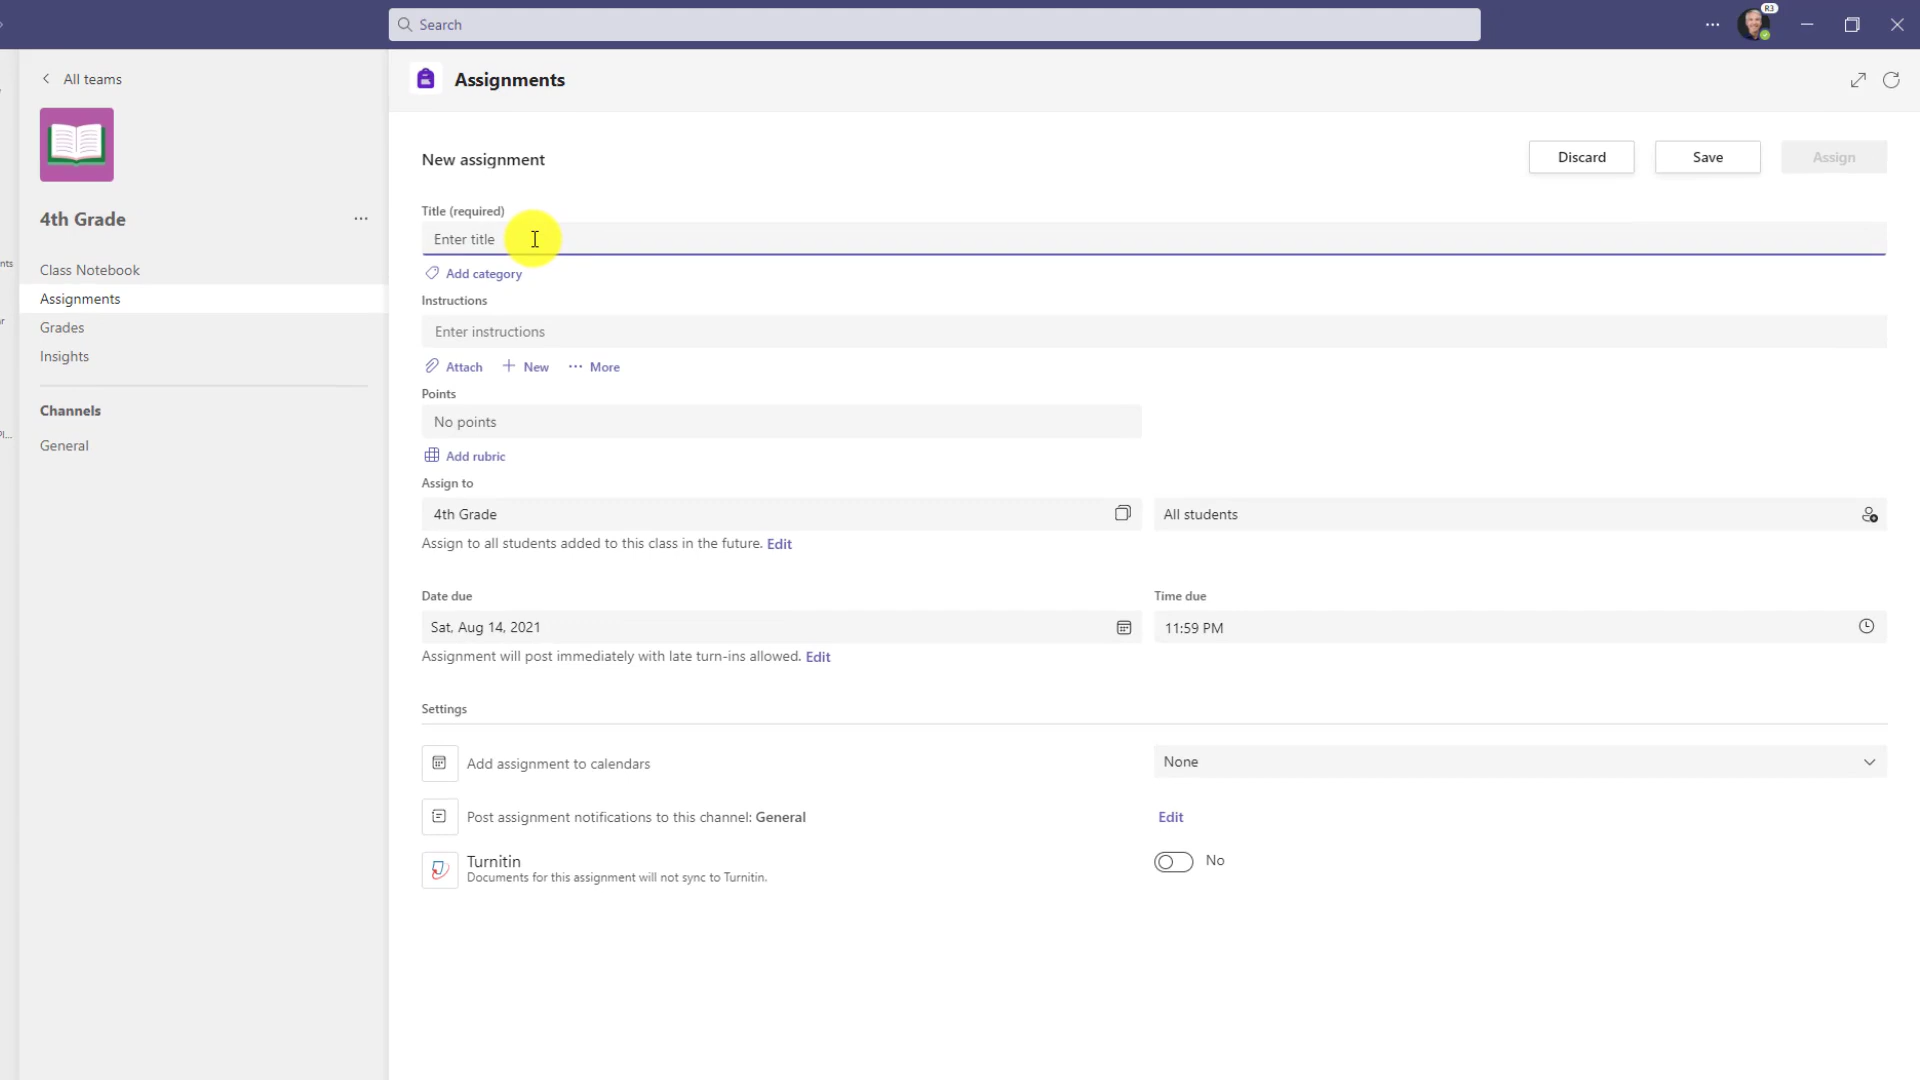 Search
R3
All teams
Assignments
New assignment
Discard
Save
Assign
4th Grade
Class Notebook
Assignments
Grades
Insights
Channels
General
Title (required)
Enter title
Add category
Instructions
Enter instructions
Attach
New
More
Points
No points
Add rubric
Assign to
4th Grade
All students
Assign to all students added to this class in the future. Edit
Date due
Time due
Sat, Aug 14, 2021
11:59 PM
Assignment will post immediately with late turn-ins allowed. Edit
Settings
Add assignment to calendars
None
Post assignment notifications to this channel: General
Edit
Turnitin
No
Documents for this assignment will not sync to Turnitin.